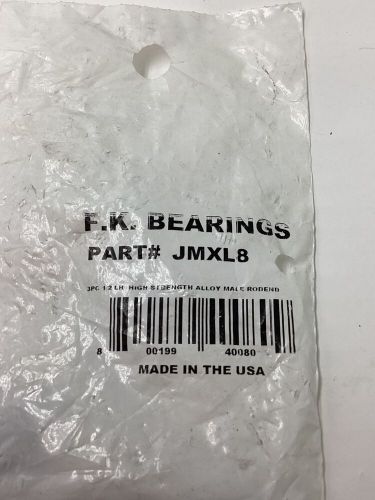 F.K. BEARINGS
PART# JMXL8
3PC 1/2 LH HIGH STRENGTH ALLOY MALE RODEND
8 00199 40080
MADE IN THE USA